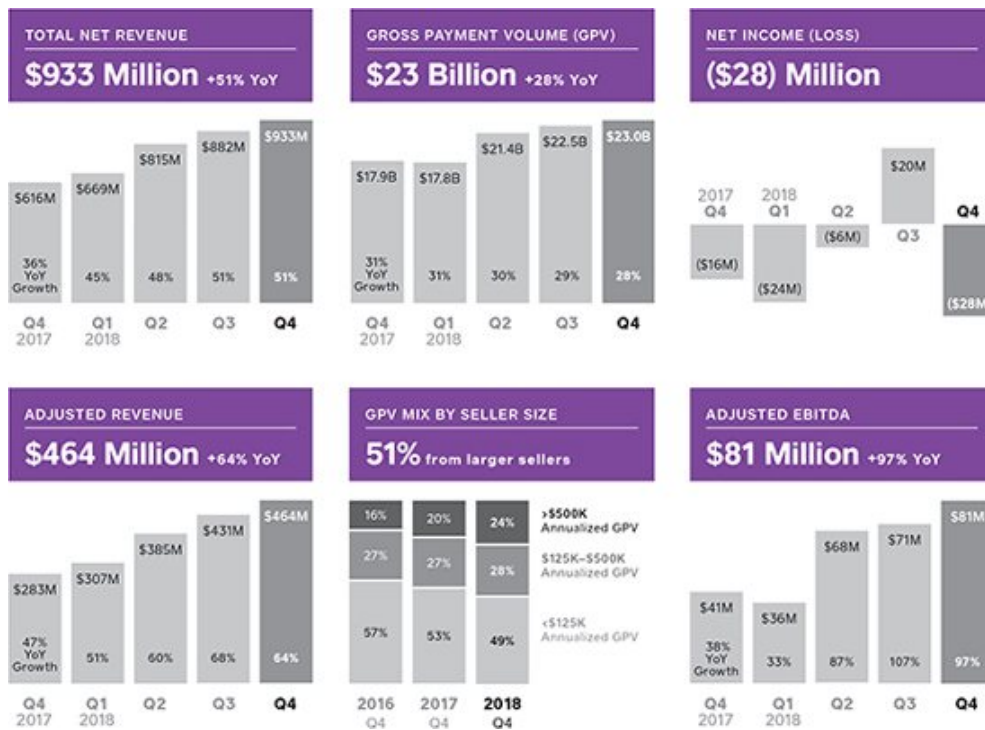 TOTAL NET REVENUE
$933 Million +51% YoY
$616M
$669M
$815M
$882M
$933M
36%
YoY
Growth
45%
48%
51%
51%
Q4
2017
Q1
2018
Q2
Q3
Q4
GROSS PAYMENT VOLUME (GPV)
$23 Billion +28% YoY
$17.9B
$17.8B
$21.4B
$22.5B
$23.0B
31%
YoY
Growth
31%
30%
29%
28%
Q4
2017
Q1
2018
Q2
Q3
Q4
NET INCOME (LOSS)
($28) Million
2017
Q4
2018
Q1
Q2
Q3
Q4
($16M)
($24M)
($6M)
$20M
($28M
ADJUSTED REVENUE
$464 Million +64% YoY
$283M
$307M
$385M
$431M
$464M
47%
YoY
Growth
51%
60%
68%
64%
Q4
2017
Q1
2018
Q2
Q3
Q4
GPV MIX BY SELLER SIZE
51% from larger sellers
16%
20%
24%
>$500K
Annualized GPV
27%
27%
28%
$125K–$500K
Annualized GPV
57%
53%
49%
<$125K
Annualized GPV
2016
Q4
2017
Q4
2018
Q4
ADJUSTED EBITDA
$81 Million +97% YoY
$41M
$36M
$68M
$71M
$81M
38%
YoY
Growth
33%
87%
107%
97%
Q4
2017
Q1
2018
Q2
Q3
Q4